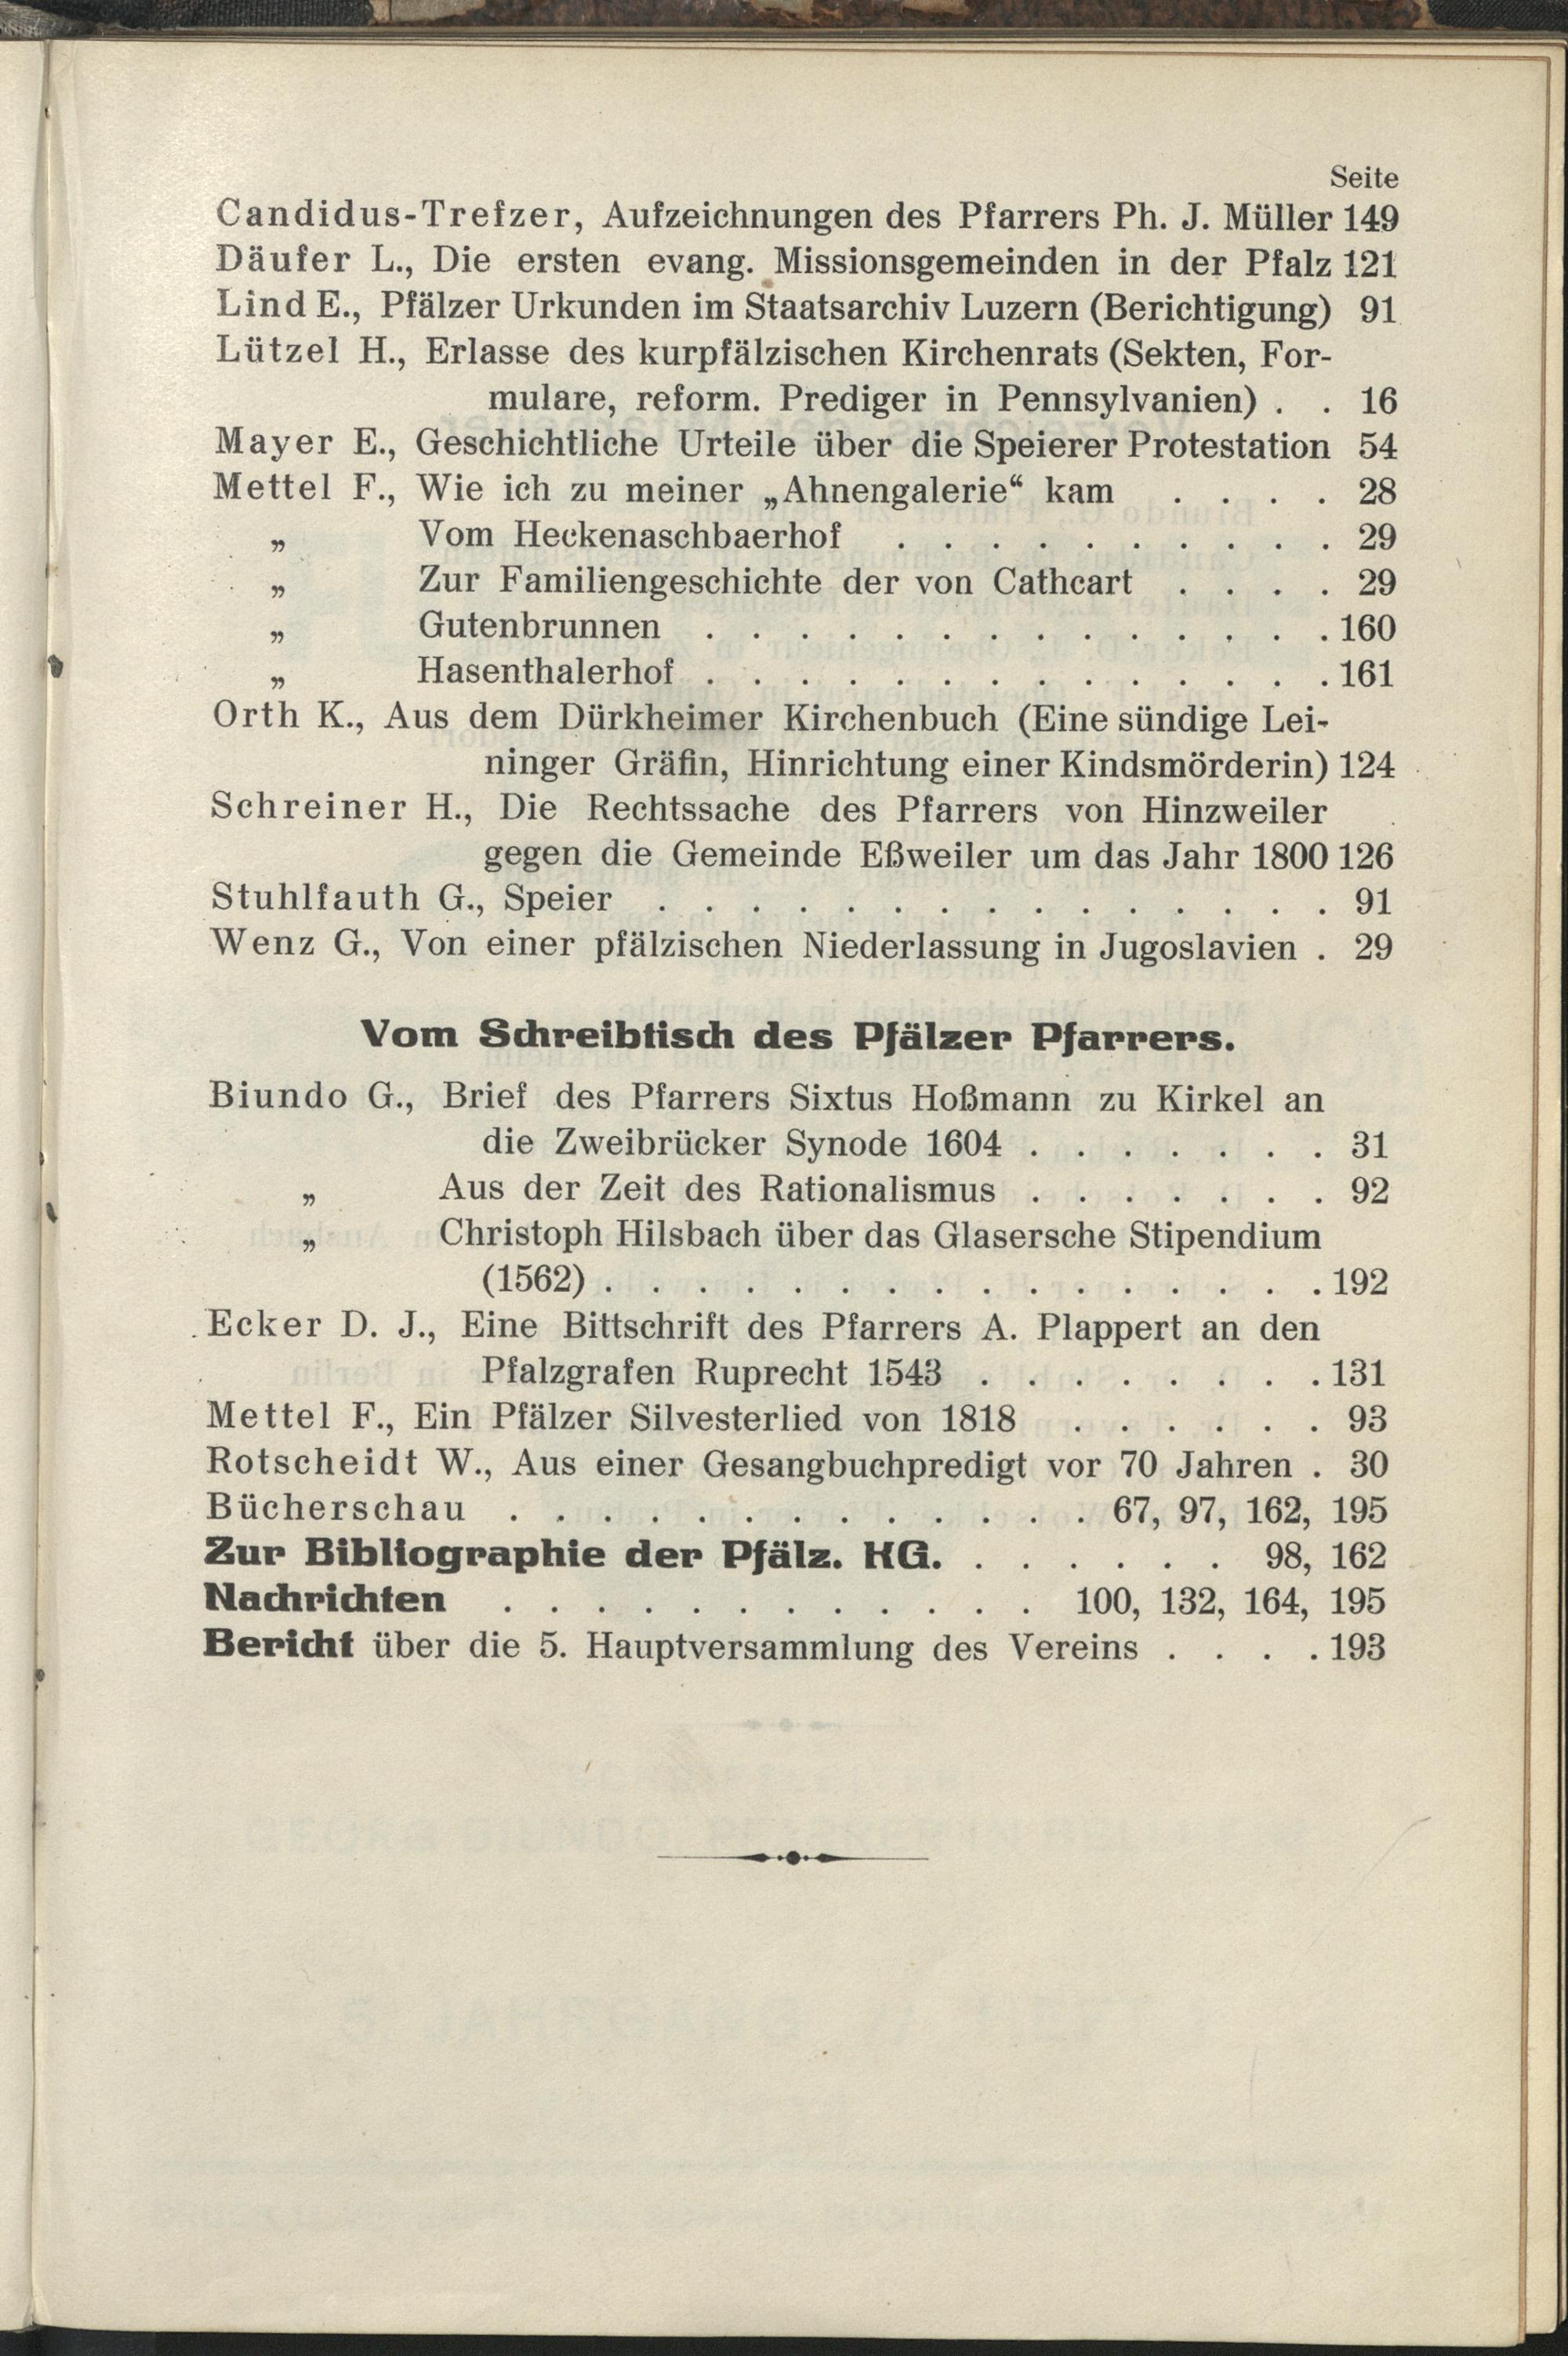 Seite
Candidus-Trefzer, Aufzeichnungen des Pfarrers Ph. J. Müller 149
Däufer L., Die ersten evang. Missionsgemeinden in der Pfalz 121
Lind E., Pfälzer Urkunden im Staatsarchiv Luzern (Berichtigung) 91
Lützel H., Erlasse des kurpfälzischen Kirchenrats (Sekten, For-
mulare, reform. Prediger in Pennsylvanien) . . 16
Mayer E., Geschichtliche Urteile über die Speierer Protestation 54
Mettel F., Wie ich zu meiner „Ahnengalerie“ kam . . . . 28
„ Vom Heckenaschbaerhof . . . . . . . . . . 29
„ Zur Familiengeschichte der von Cathcart . . . . 29
„ Gutenbrunnen . . . . . . . . . . . . . . 160
„ Hasenthalerhof . . . . . . . . . . . . . . 161
Orth K., Aus dem Dürkheimer Kirchenbuch (Eine sündige Lei-
ninger Gräfin, Hinrichtung einer Kindsmörderin) 124
Schreiner H., Die Rechtssache des Pfarrers von Hinzweiler
gegen die Gemeinde Eßweiler um das Jahr 1800 126
Stuhlfauth G., Speier . . . . . . . . . . . . . . . 91
Wenz G., Von einer pfälzischen Niederlassung in Jugoslavien . 29
Vom Schreibtisch des Pfälzer Pfarrers.
Biundo G., Brief des Pfarrers Sixtus Hoßmann zu Kirkel an
die Zweibrücker Synode 1604 . . . . . . . 31
„ Aus der Zeit des Rationalismus . . . . . . . 92
„ Christoph Hilsbach über das Glasersche Stipendium
(1562) . . . . . . . . . . . . . . . . 192
Ecker D. J., Eine Bittschrift des Pfarrers A. Plappert an den
Pfalzgrafen Ruprecht 1543 . . . . . . . . 131
Mettel F., Ein Pfälzer Silvesterlied von 1818 . . . . . . 93
Rotscheidt W., Aus einer Gesangbuchpredigt vor 70 Jahren . 30
Bücherschau . . . . . . . . . . . . . 67, 97, 162, 195
Zur Bibliographie der Pfälz. KG. . . . . . . 98, 162
Nachrichten . . . . . . . . . . . . 100, 132, 164, 195
Bericht über die 5. Hauptversammlung des Vereins . . . . 193